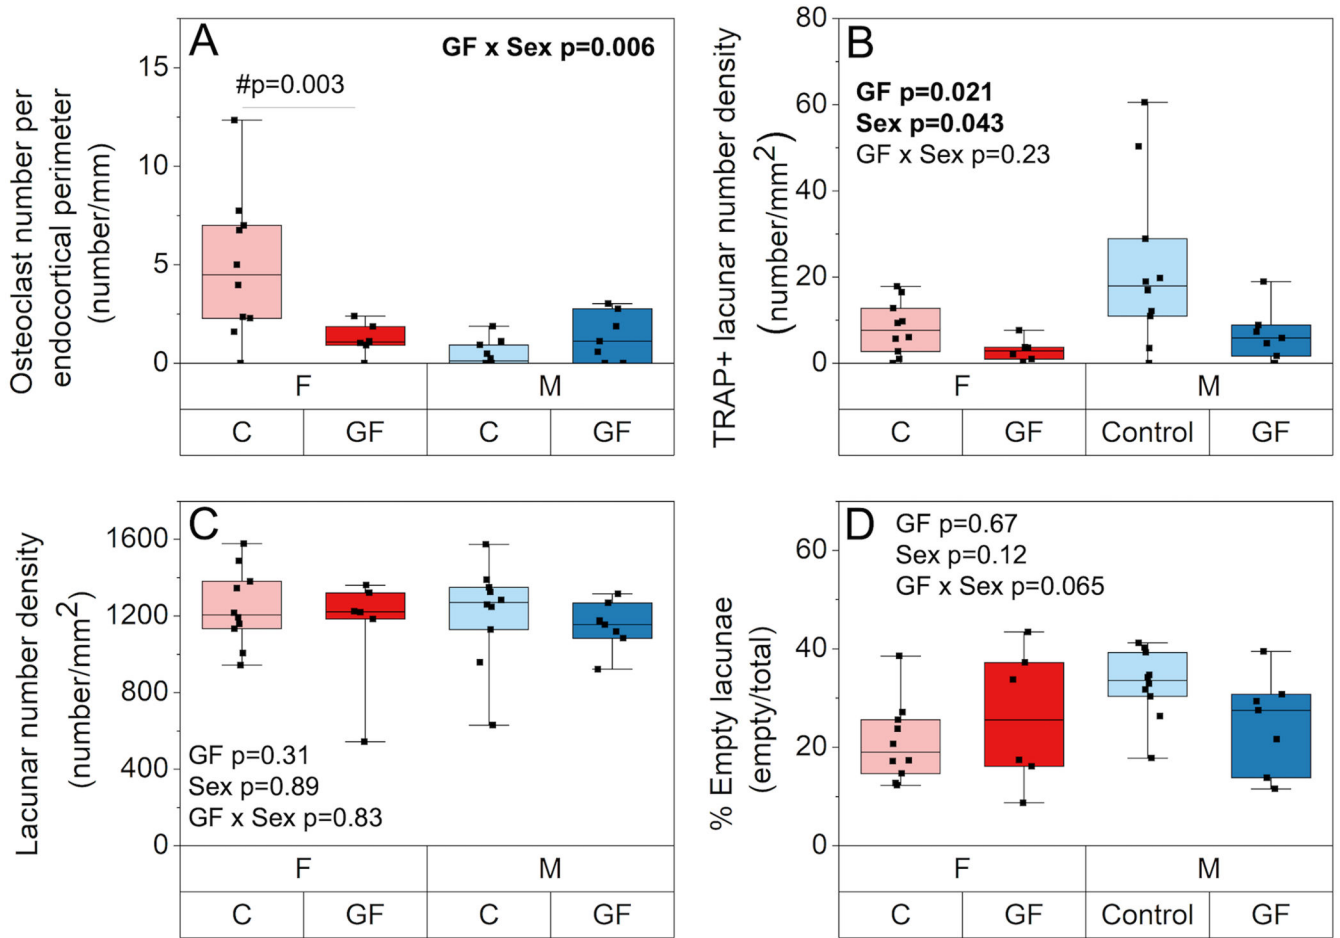 A
GF x Sex p=0.006
#p=0.003
Osteoclast number per
endocortical perimeter
(number/mm)
15
10
5
0
F
M
C
GF
C
GF
B
GF p=0.021
Sex p=0.043
GF x Sex p=0.23
TRAP+ lacunar number density
(number/mm²)
80
60
40
20
0
F
M
C
GF
Control
GF
C
Lacunar number density
(number/mm²)
1600
1200
800
400
0
GF p=0.31
Sex p=0.89
GF x Sex p=0.83
F
M
C
GF
C
GF
D
GF p=0.67
Sex p=0.12
GF x Sex p=0.065
% Empty lacunae
(empty/total)
60
40
20
0
F
M
C
GF
Control
GF